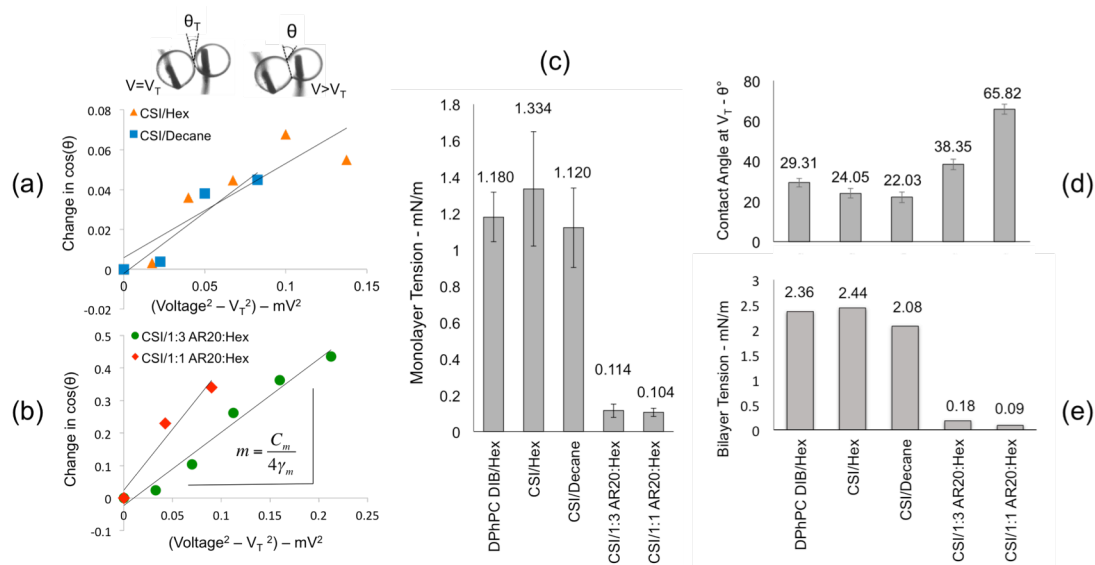 θT
θ
V=VT
V>VT
(a)
CSI/Hex
CSI/Decane
Change in cos(θ)
0.08
0.06
0.04
0.02
0
-0.02
0.05
0.1
0.15
(Voltage² – VT²) – mV²
(b)
CSI/1:3 AR20:Hex
CSI/1:1 AR20:Hex
Change in cos(θ)
0.5
0.4
0.3
0.2
0.1
0
-0.1
m = Cm / 4γm
0
0.05
0.1
0.15
0.2
0.25
(Voltage² – VT ²) – mV²
(c)
Monolayer Tension - mN/m
1.8
1.6
1.4
1.2
1
0.8
0.6
0.4
0.2
0
1.180
1.334
1.120
0.114
0.104
DPhPC DIB/Hex
CSI/Hex
CSI/Decane
CSI/1:3 AR20:Hex
CSI/1:1 AR20:Hex
(d)
Contact Angle at VT - θ°
80
60
40
20
0
29.31
24.05
22.03
38.35
65.82
(e)
Bilayer Tension - mN/m
3
2.5
2
1.5
1
0.5
0
2.36
2.44
2.08
0.18
0.09
DPhPC DIB/Hex
CSI/Hex
CSI/Decane
CSI/1:3 AR20:Hex
CSI/1:1 AR20:Hex